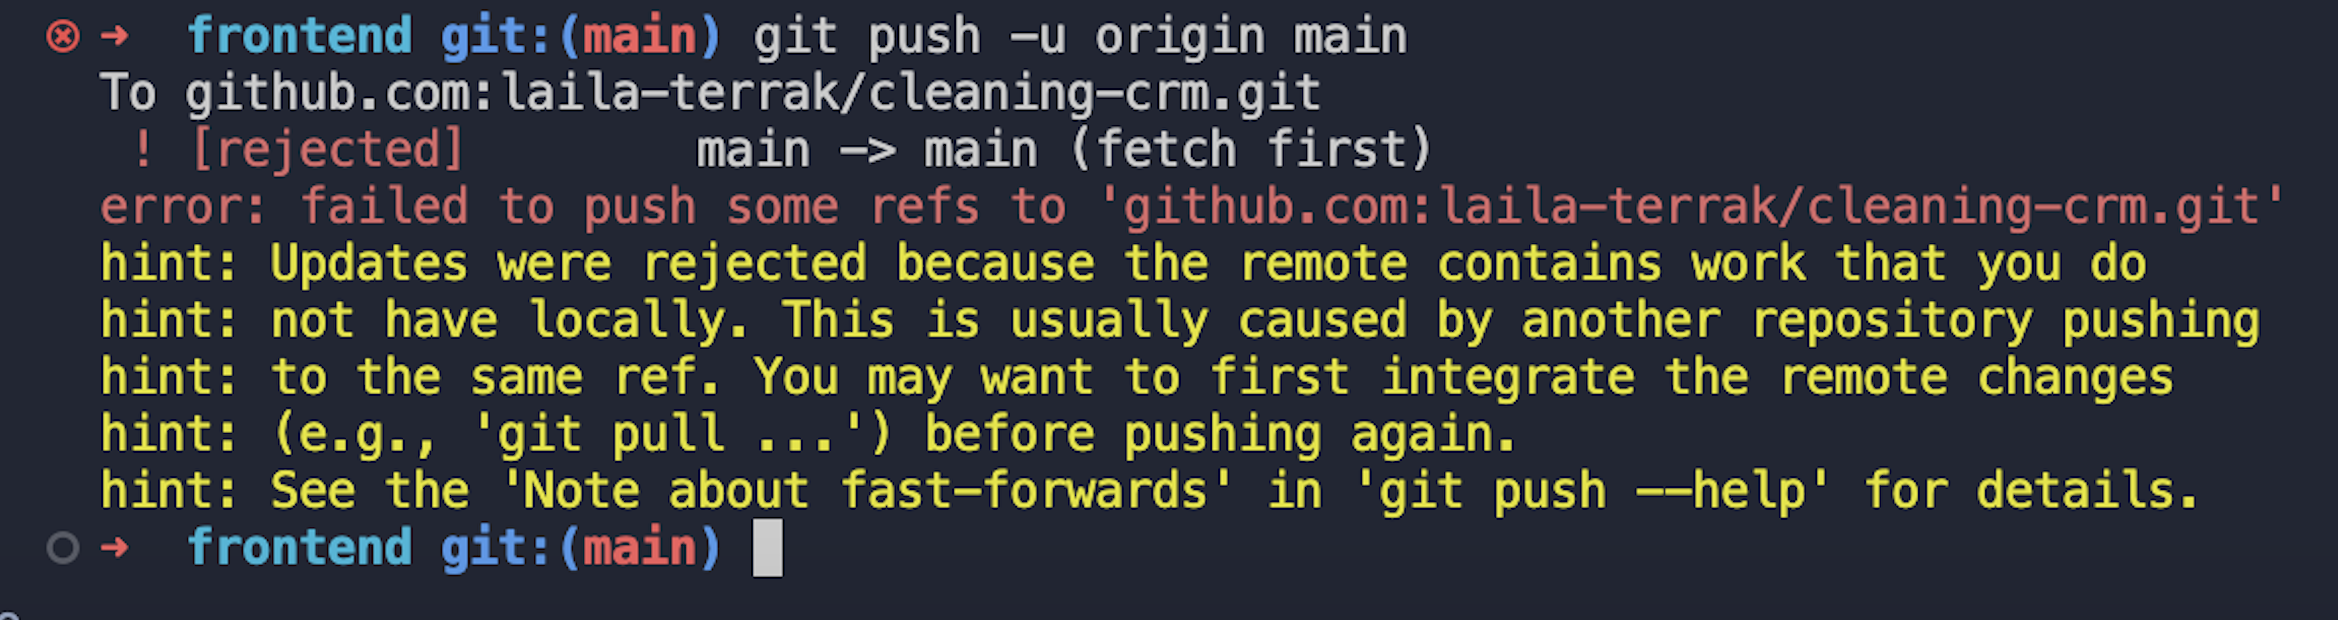 ➜  frontend git:(main) git push -u origin main
To github.com:laila-terrak/cleaning-crm.git
 ! [rejected]        main -> main (fetch first)
error: failed to push some refs to 'github.com:laila-terrak/cleaning-crm.git'
hint: Updates were rejected because the remote contains work that you do
hint: not have locally. This is usually caused by another repository pushing
hint: to the same ref. You may want to first integrate the remote changes
hint: (e.g., 'git pull ...') before pushing again.
hint: See the 'Note about fast-forwards' in 'git push --help' for details.
➜  frontend git:(main)